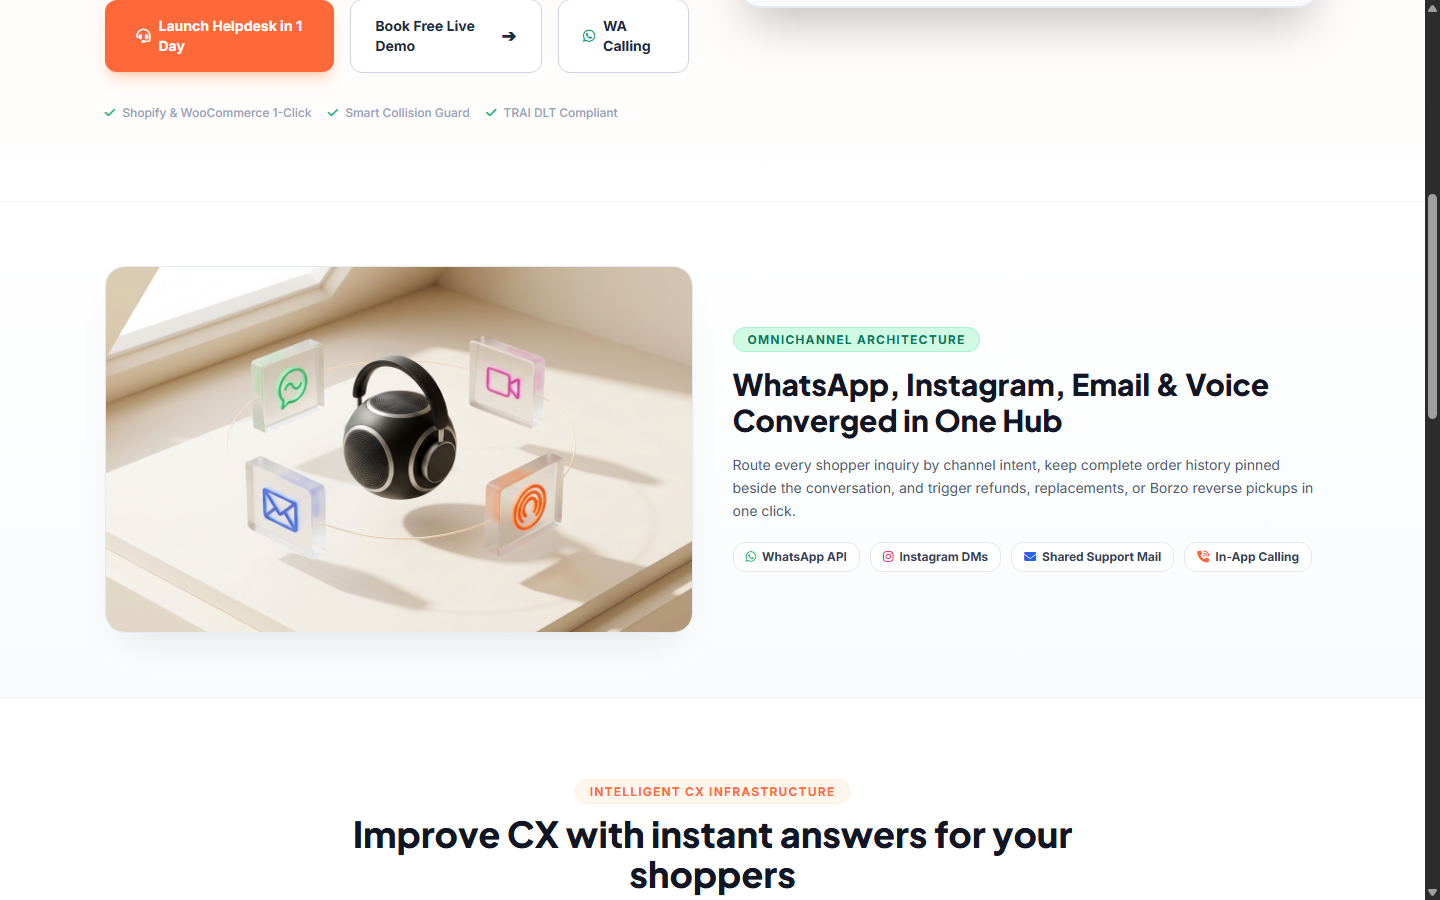 Launch Helpdesk in 1
Day
Book Free Live
Demo
WA
Calling
Shopify & WooCommerce 1-Click
Smart Collision Guard
TRAI DLT Compliant
OMNICHANNEL ARCHITECTURE
WhatsApp, Instagram, Email & Voice
Converged in One Hub
Route every shopper inquiry by channel intent, keep complete order history pinned
beside the conversation, and trigger refunds, replacements, or Borzo reverse pickups in
one click.
WhatsApp API
Instagram DMs
Shared Support Mail
In-App Calling
INTELLIGENT CX INFRASTRUCTURE
Improve CX with instant answers for your
shoppers